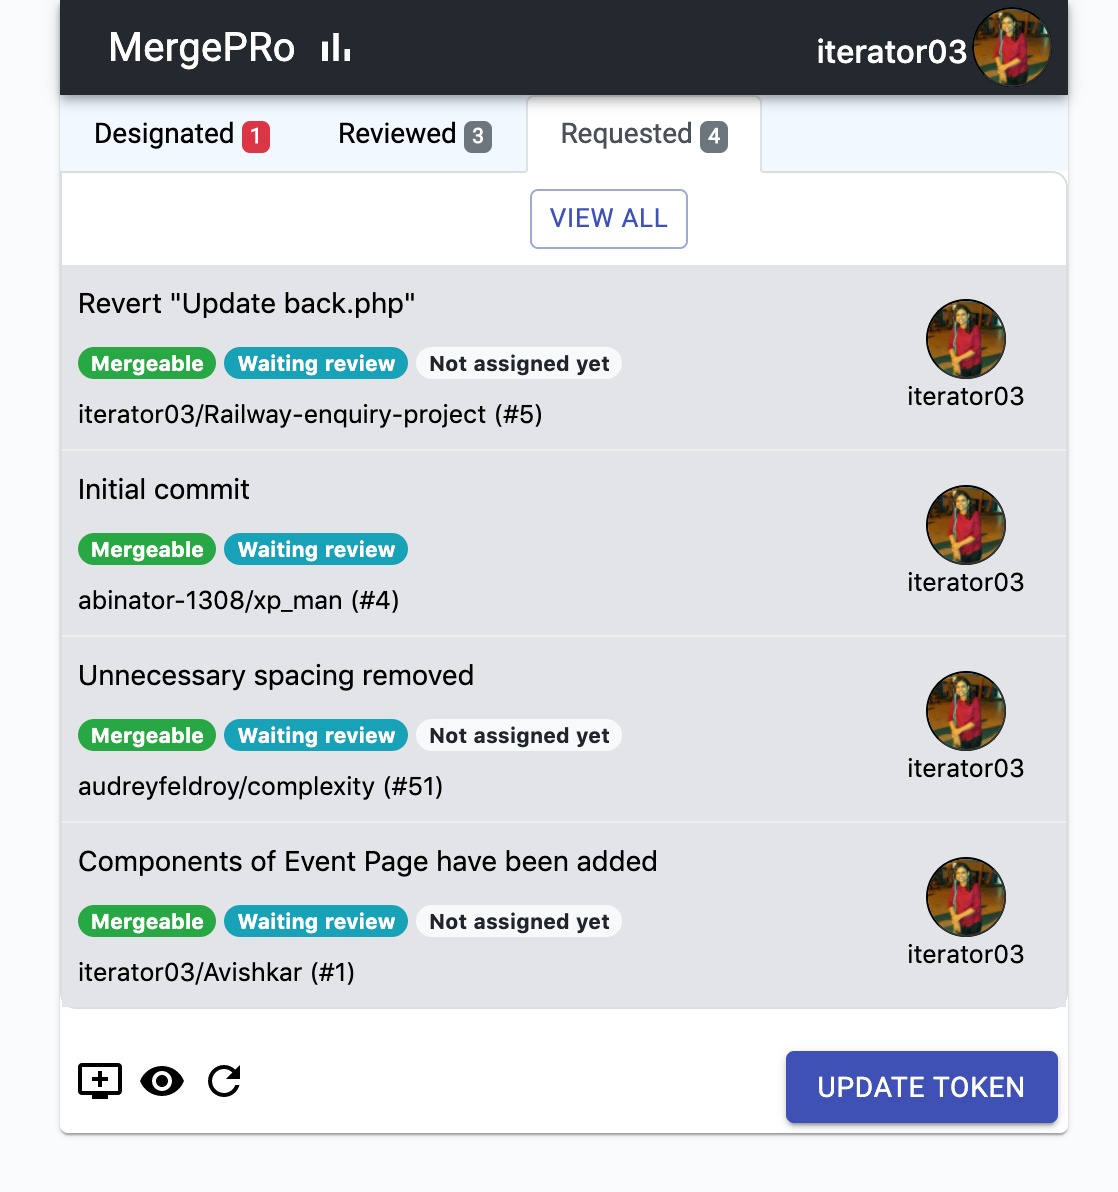 MergePRo
iterator03
Designated 1
Reviewed 3
Requested 4
VIEW ALL
Revert "Update back.php"
Mergeable Waiting review Not assigned yet
iterator03/Railway-enquiry-project (#5)
iterator03
Initial commit
Mergeable Waiting review
abinator-1308/xp_man (#4)
iterator03
Unnecessary spacing removed
Mergeable Waiting review Not assigned yet
audreyfeldroy/complexity (#51)
iterator03
Components of Event Page have been added
Mergeable Waiting review Not assigned yet
iterator03/Avishkar (#1)
iterator03
UPDATE TOKEN